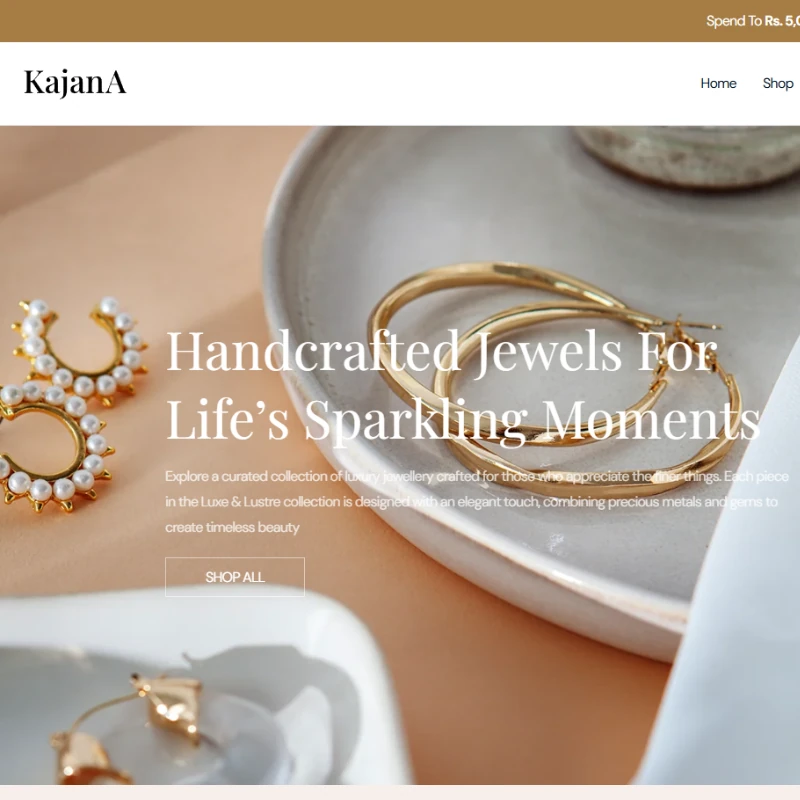 Spend To Rs. 5,0
KajanA
Home Shop
Handcrafted Jewels For
Life’s Sparkling Moments
Explore a curated collection of luxury jewellery crafted for those who appreciate the finer things. Each piece
in the Luxe & Lustre collection is designed with an elegant touch, combining precious metals and gems to
create timeless beauty
SHOP ALL